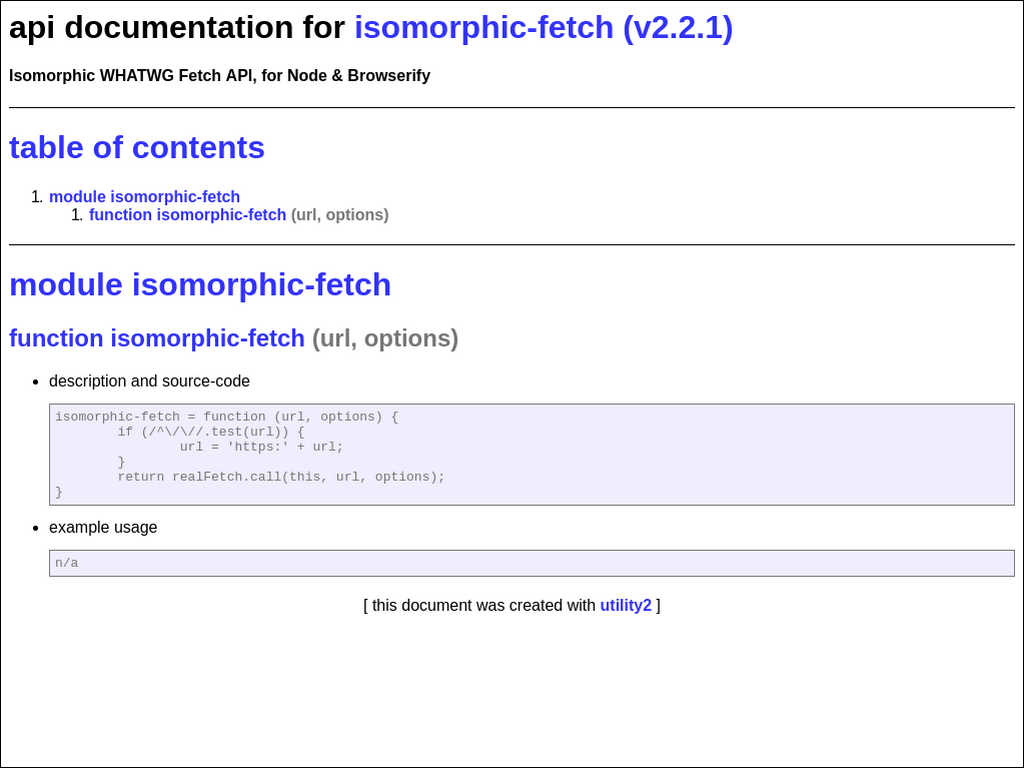 api documentation for isomorphic-fetch (v2.2.1)
Isomorphic WHATWG Fetch API, for Node & Browserify
table of contents
1. module isomorphic-fetch
1. function isomorphic-fetch (url, options)
module isomorphic-fetch
function isomorphic-fetch (url, options)
• description and source-code
isomorphic-fetch = function (url, options) {
        if (/^\/\//.test(url)) {
                url = 'https:' + url;
        }
        return realFetch.call(this, url, options);
}
• example usage
n/a
[ this document was created with utility2 ]